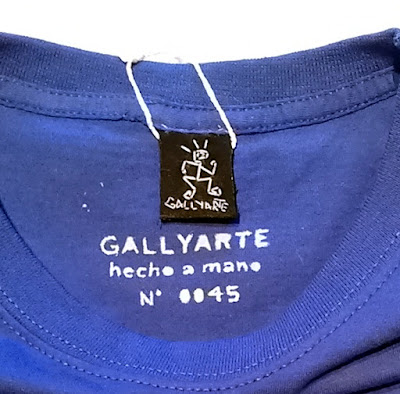 GALLYARTE
GALLYARTE
hecho a mano
Nº 0045